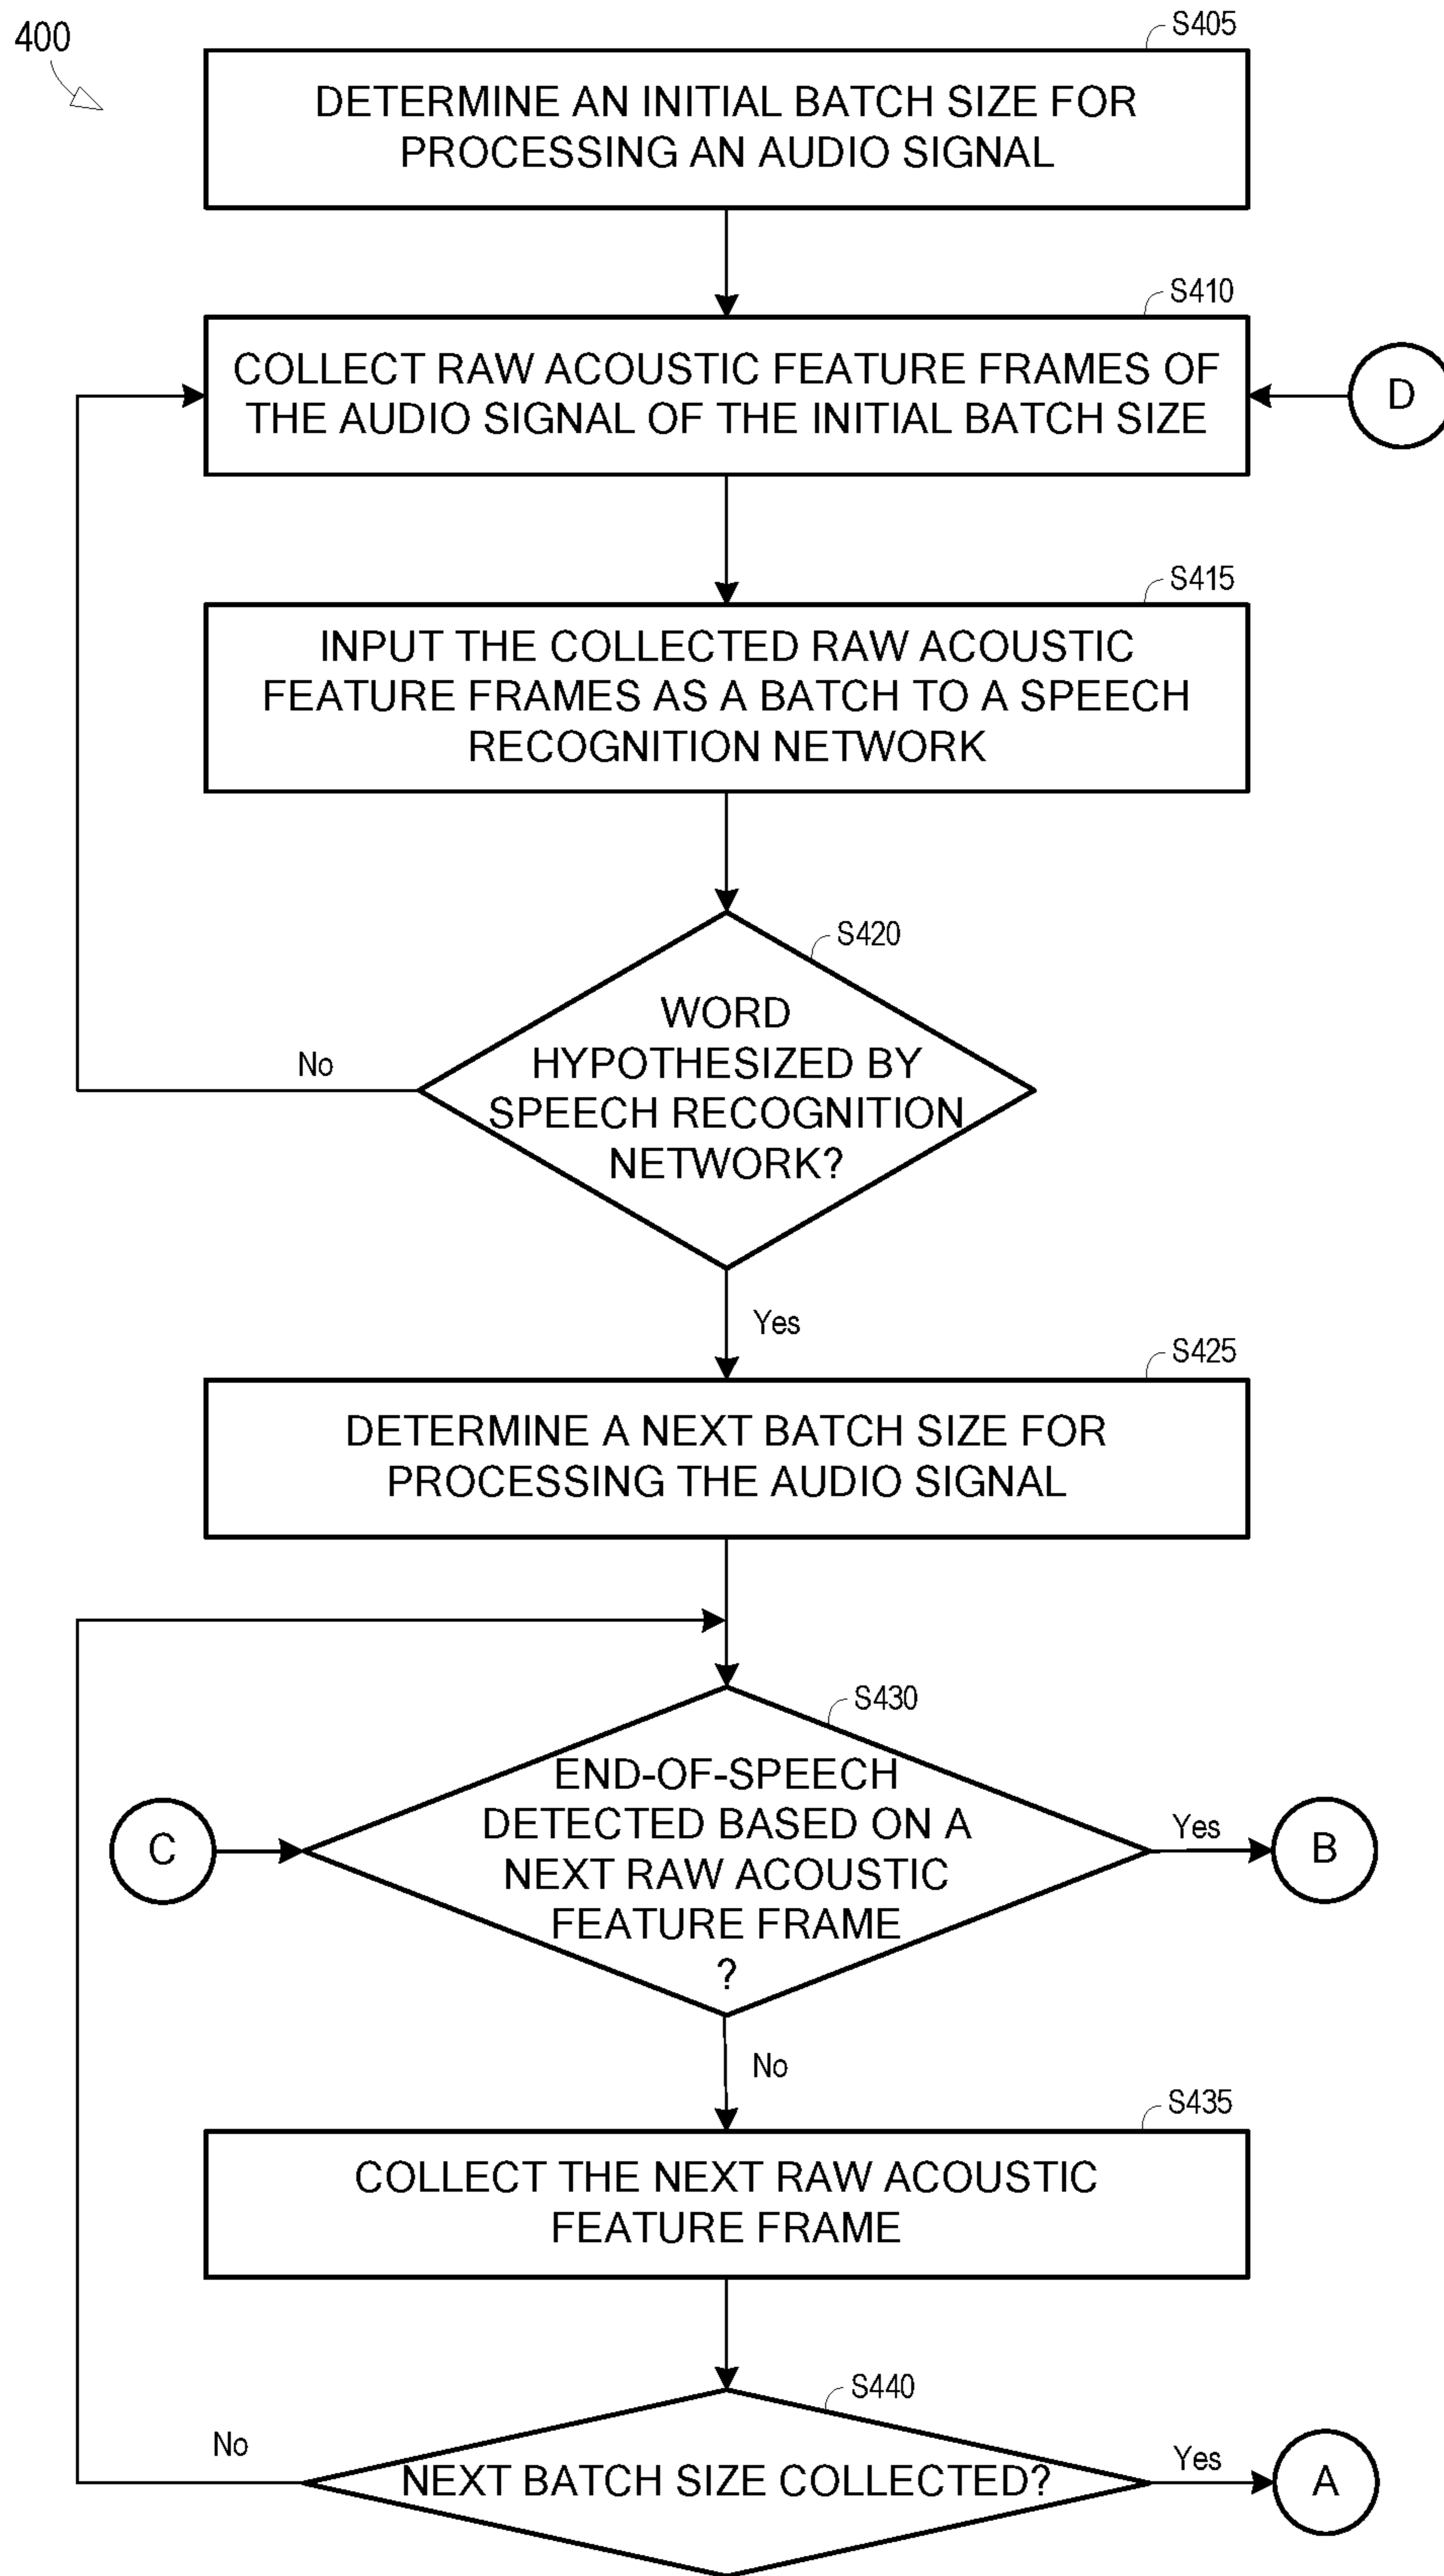 400
S405
DETERMINE AN INITIAL BATCH SIZE FOR
PROCESSING AN AUDIO SIGNAL
S410
COLLECT RAW ACOUSTIC FEATURE FRAMES OF
THE AUDIO SIGNAL OF THE INITIAL BATCH SIZE
D
S415
INPUT THE COLLECTED RAW ACOUSTIC
FEATURE FRAMES AS A BATCH TO A SPEECH
RECOGNITION NETWORK
S420
WORD
HYPOTHESIZED BY
SPEECH RECOGNITION
NETWORK?
No
Yes
S425
DETERMINE A NEXT BATCH SIZE FOR
PROCESSING THE AUDIO SIGNAL
S430
END-OF-SPEECH
DETECTED BASED ON A
NEXT RAW ACOUSTIC
FEATURE FRAME
?
C
Yes
B
No
S435
COLLECT THE NEXT RAW ACOUSTIC
FEATURE FRAME
S440
No
NEXT BATCH SIZE COLLECTED?
Yes
A